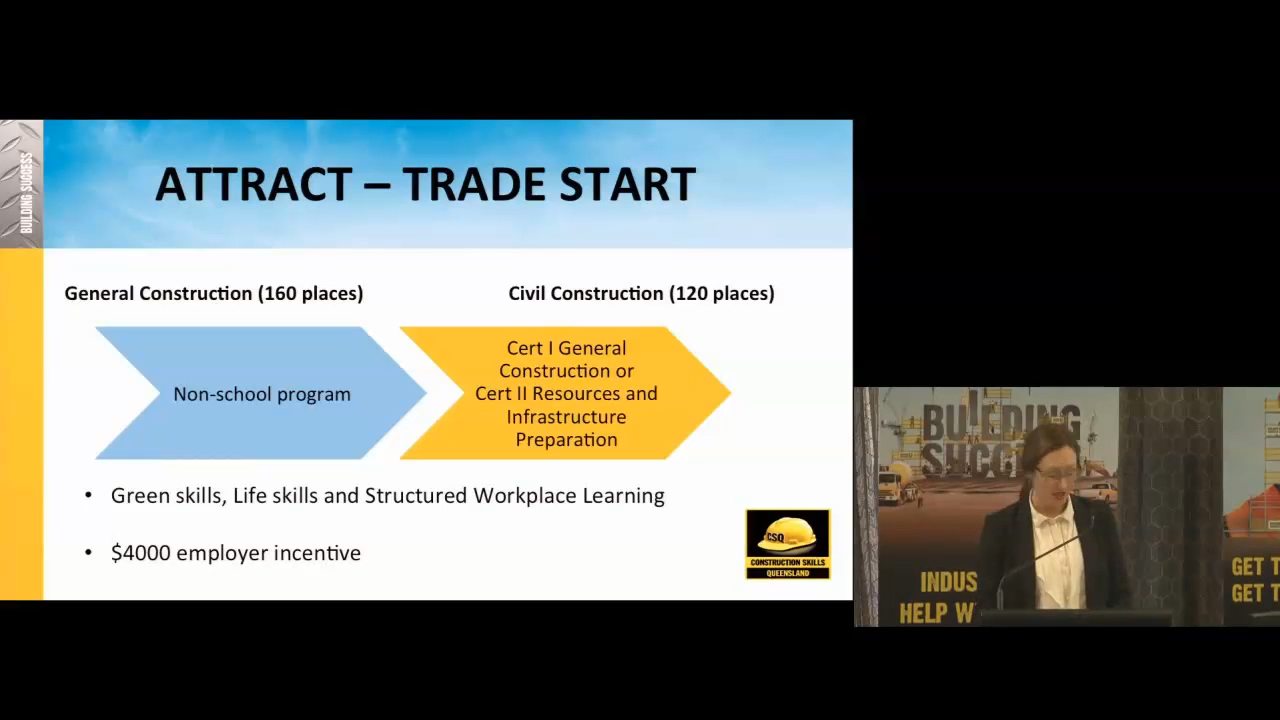 BUILDING SUCCESS
ATTRACT – TRADE START
General Construction (160 places)
Civil Construction (120 places)
Non-school program
Cert I General
Construction or
Cert II Resources and
Infrastructure
Preparation
• Green skills, Life skills and Structured Workplace Learning
• $4000 employer incentive
CSQ
CONSTRUCTION SKILLS
QUEENSLAND
BUILDING
SUCC
INDUS
HELP W
GET T
GET T